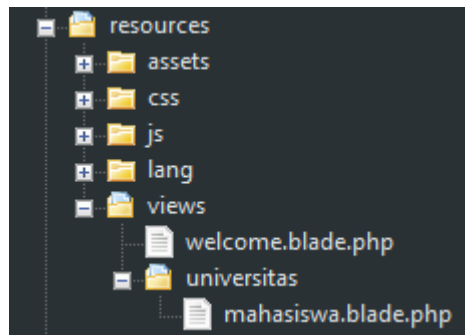 resources
assets
css
js
lang
views
welcome.blade.php
universitas
mahasiswa.blade.php